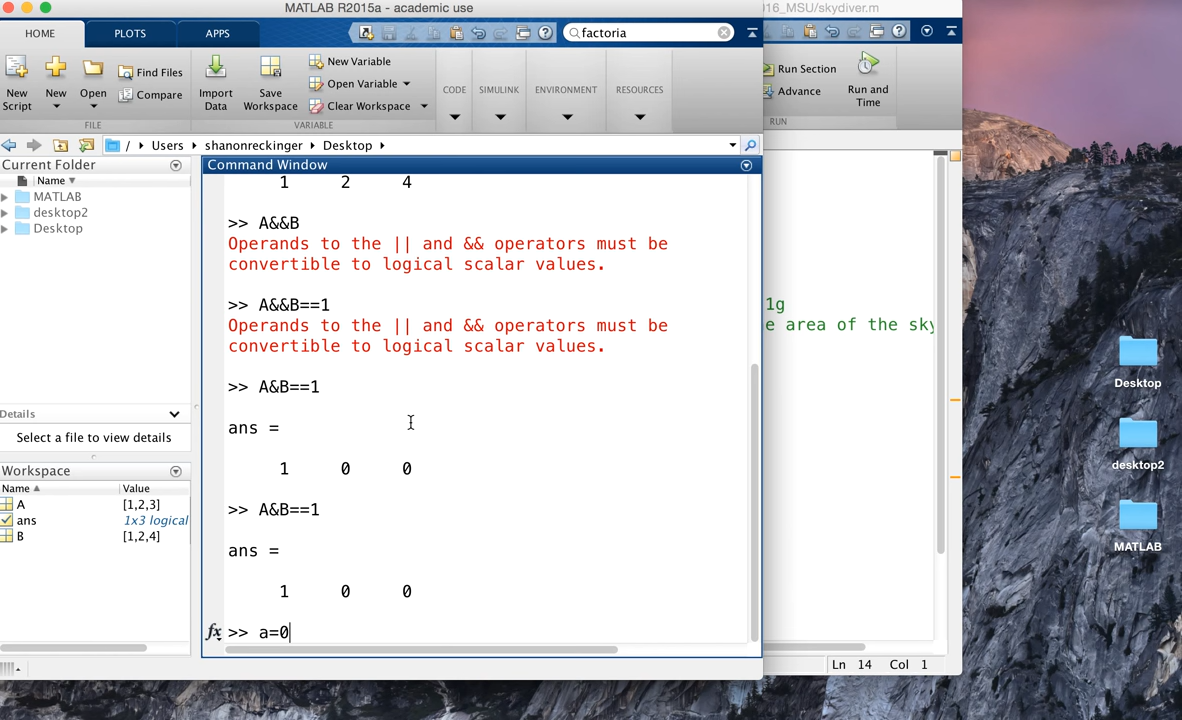 MATLAB R2015a - academic use
16_MSU/skydiver.m
HOME PLOTS APPS
factoria
New Script
New
Open
Find Files
Compare
FILE
Import Data
Save Workspace
New Variable
Open Variable
Clear Workspace
VARIABLE
CODE
SIMULINK
ENVIRONMENT
RESOURCES
Run Section
Advance
Run and Time
RUN
/ Users shanonreckinger Desktop
Current Folder
Name
MATLAB
desktop2
Desktop
Details
Select a file to view details
Workspace
Name Value
A [1,2,3]
ans 1x3 logical
B [1,2,4]
Command Window
1 2 4
>> A&&B
Operands to the || and && operators must be
convertible to logical scalar values.
>> A&&B==1
Operands to the || and && operators must be
convertible to logical scalar values.
>> A&B==1
ans =
1 0 0
>> A&B==1
ans =
1 0 0
fx >> a=0
1g
e area of the sky
Ln 14 Col 1
Desktop
desktop2
MATLAB